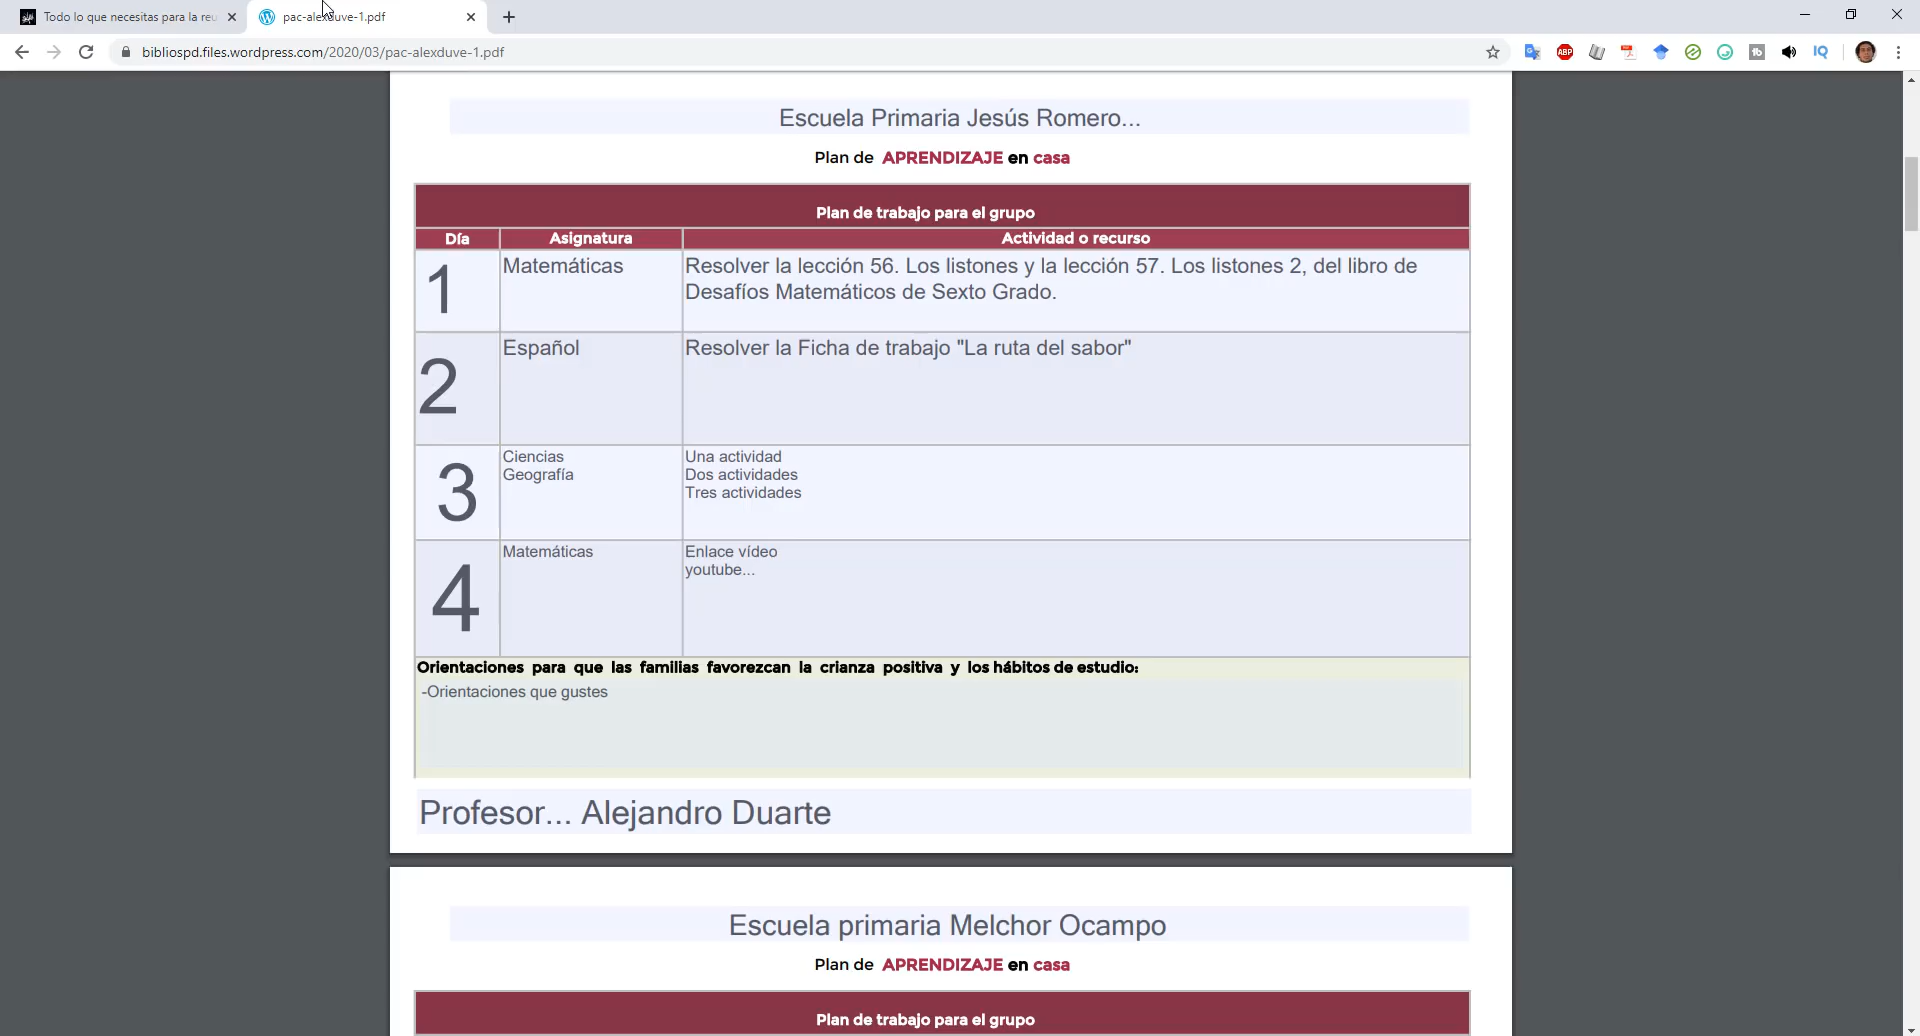 Todo lo que necesitas para la reu
pac-alexduve-1.pdf
bibliospd.files.wordpress.com/2020/03/pac-alexduve-1.pdf
Escuela Primaria Jesús Romero...
Plan de APRENDIZAJE en casa
Plan de trabajo para el grupo
Día Asignatura Actividad o recurso
1 Matemáticas Resolver la lección 56. Los listones y la lección 57. Los listones 2, del libro de
Desafíos Matemáticos de Sexto Grado.
2 Español Resolver la Ficha de trabajo "La ruta del sabor"
3 Ciencias Una actividad
Geografía Dos actividades
Tres actividades
4 Matemáticas Enlace vídeo
youtube...
Orientaciones para que las familias favorezcan la crianza positiva y los hábitos de estudio:
-Orientaciones que gustes
Profesor... Alejandro Duarte
Escuela primaria Melchor Ocampo
Plan de APRENDIZAJE en casa
Plan de trabajo para el grupo